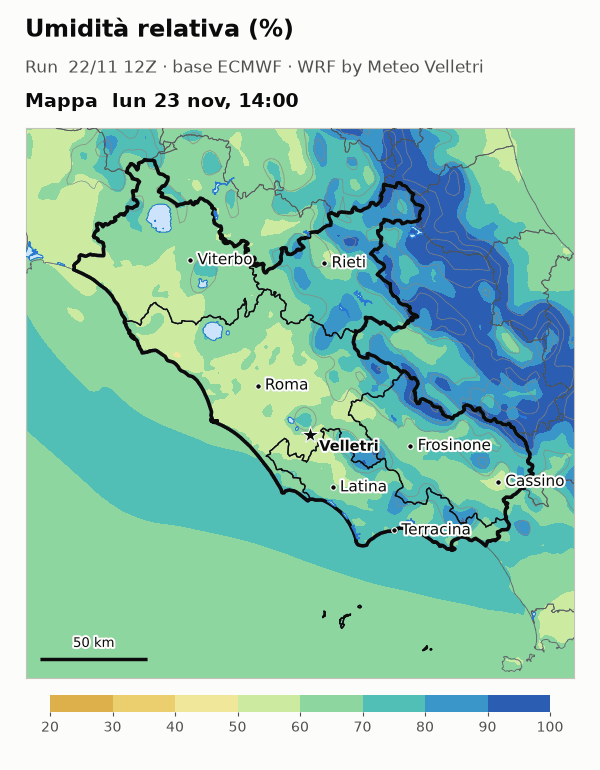 Umidità relativa (%)
Run  22/11 12Z · base ECMWF · WRF by Meteo Velletri
Mappa  lun 23 nov, 14:00
Viterbo
Rieti
Roma
Velletri
Frosinone
Cassino
Latina
Terracina
50 km
20 30 40 50 60 70 80 90 100